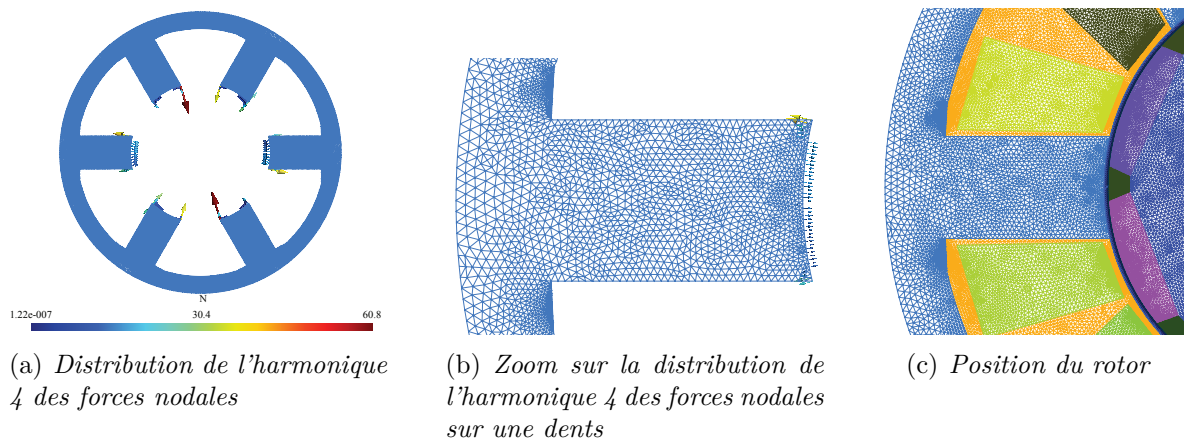 N
1.22e-007 30.4 60.8
(a) Distribution de l'harmonique
4 des forces nodales
(b) Zoom sur la distribution de
l'harmonique 4 des forces nodales
sur une dents
(c) Position du rotor